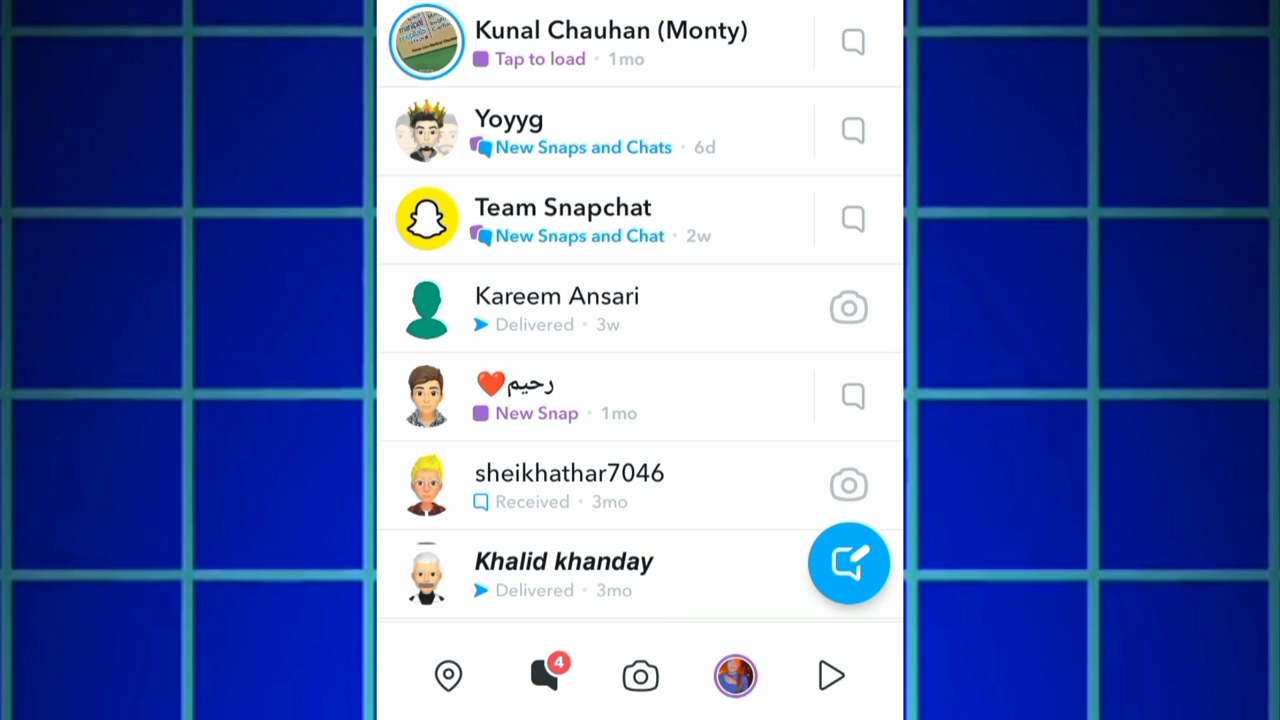 Kunal Chauhan (Monty)
Tap to load · 1mo
Yoyyg
New Snaps and Chats · 6d
Team Snapchat
New Snaps and Chat · 2w
Kareem Ansari
Delivered · 3w
❤️رحيم
New Snap · 1mo
sheikhathar7046
Received · 3mo
Khalid khanday
Delivered · 3mo
4